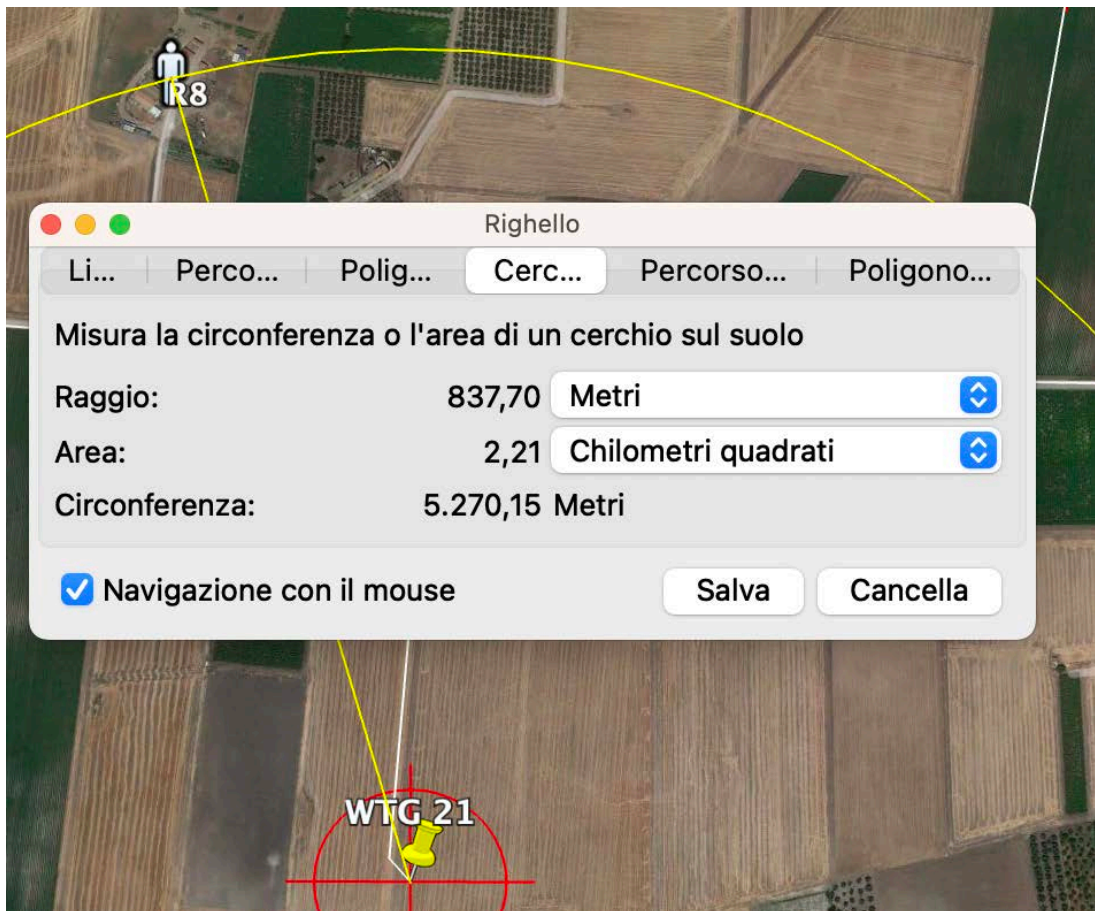 R8
Righello
Li... Perco... Polig... Cerc... Percorso... Poligono...
Misura la circonferenza o l'area di un cerchio sul suolo
Raggio: 837,70 Metri
Area: 2,21 Chilometri quadrati
Circonferenza: 5.270,15 Metri
Navigazione con il mouse Salva Cancella
WTG 21